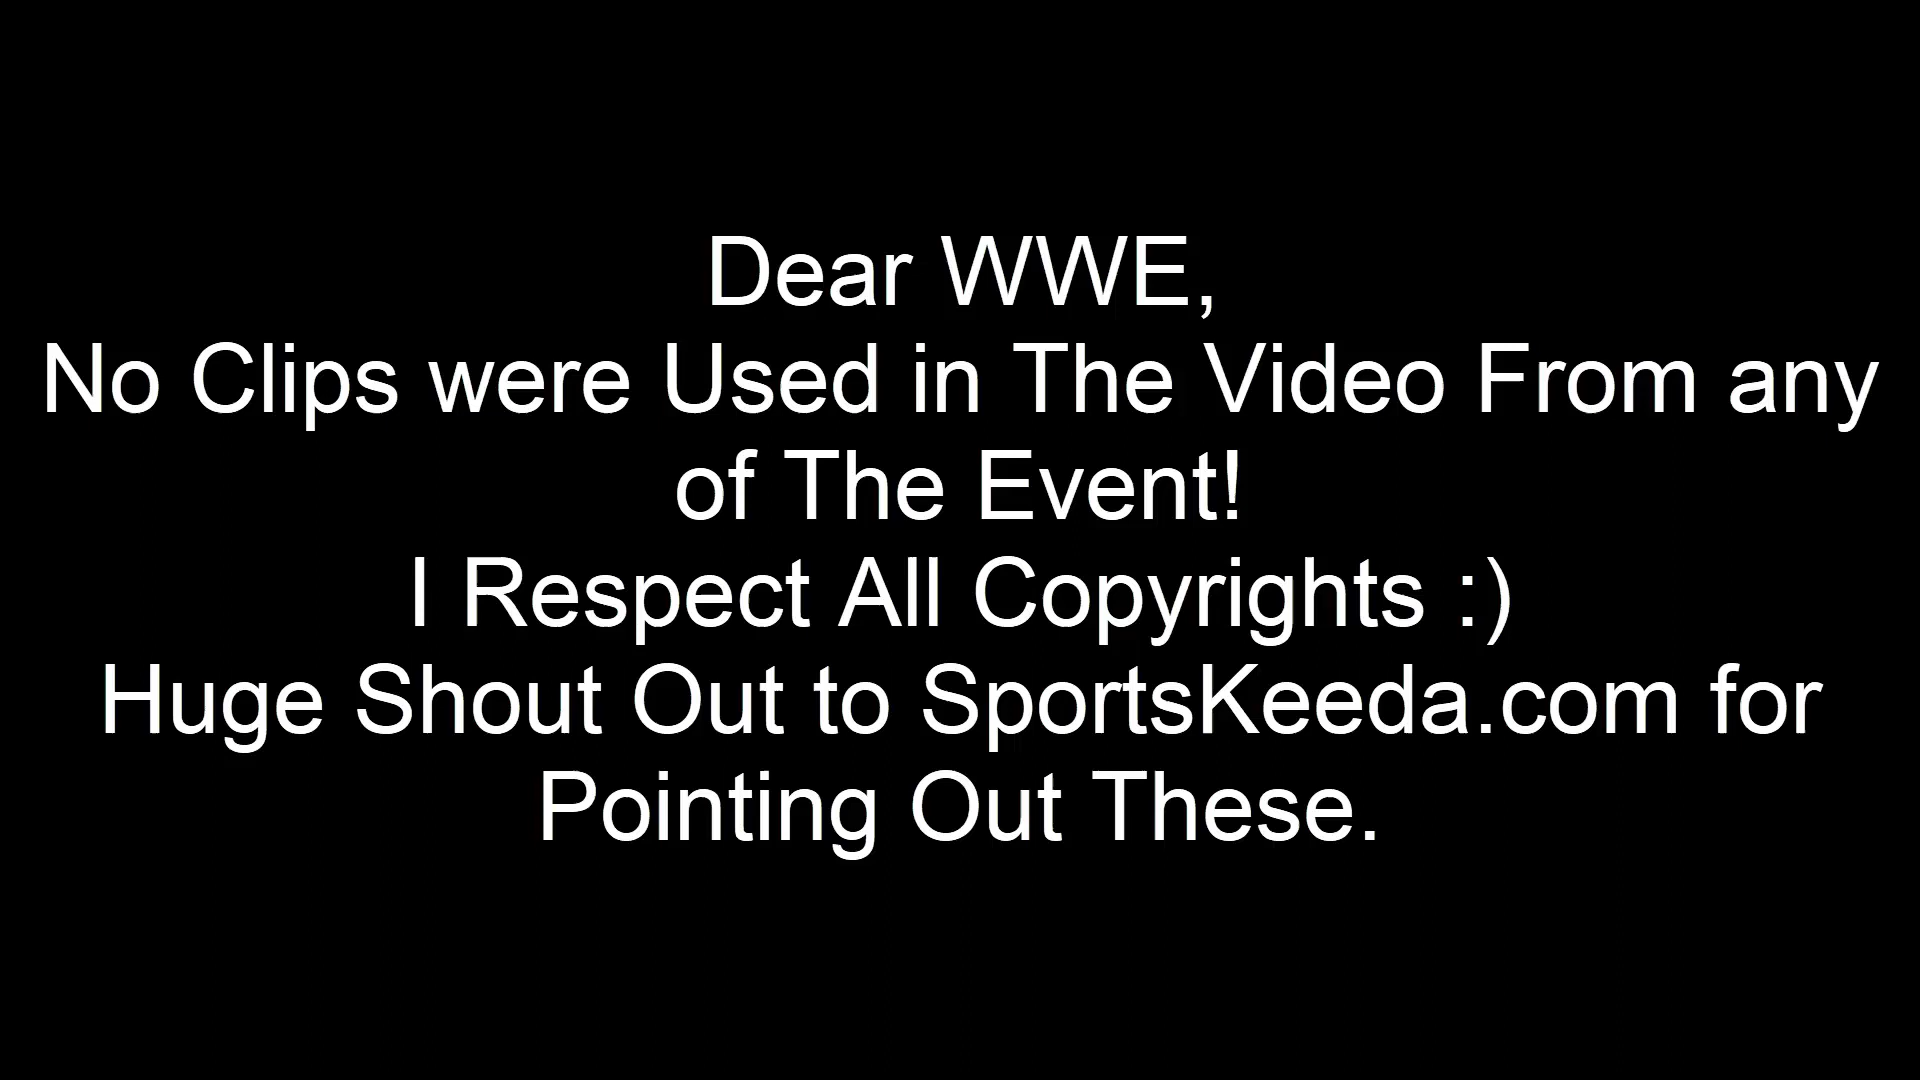 Dear WWE,
No Clips were Used in The Video From any
of The Event!
I Respect All Copyrights :)
Huge Shout Out to SportsKeeda.com for
Pointing Out These.